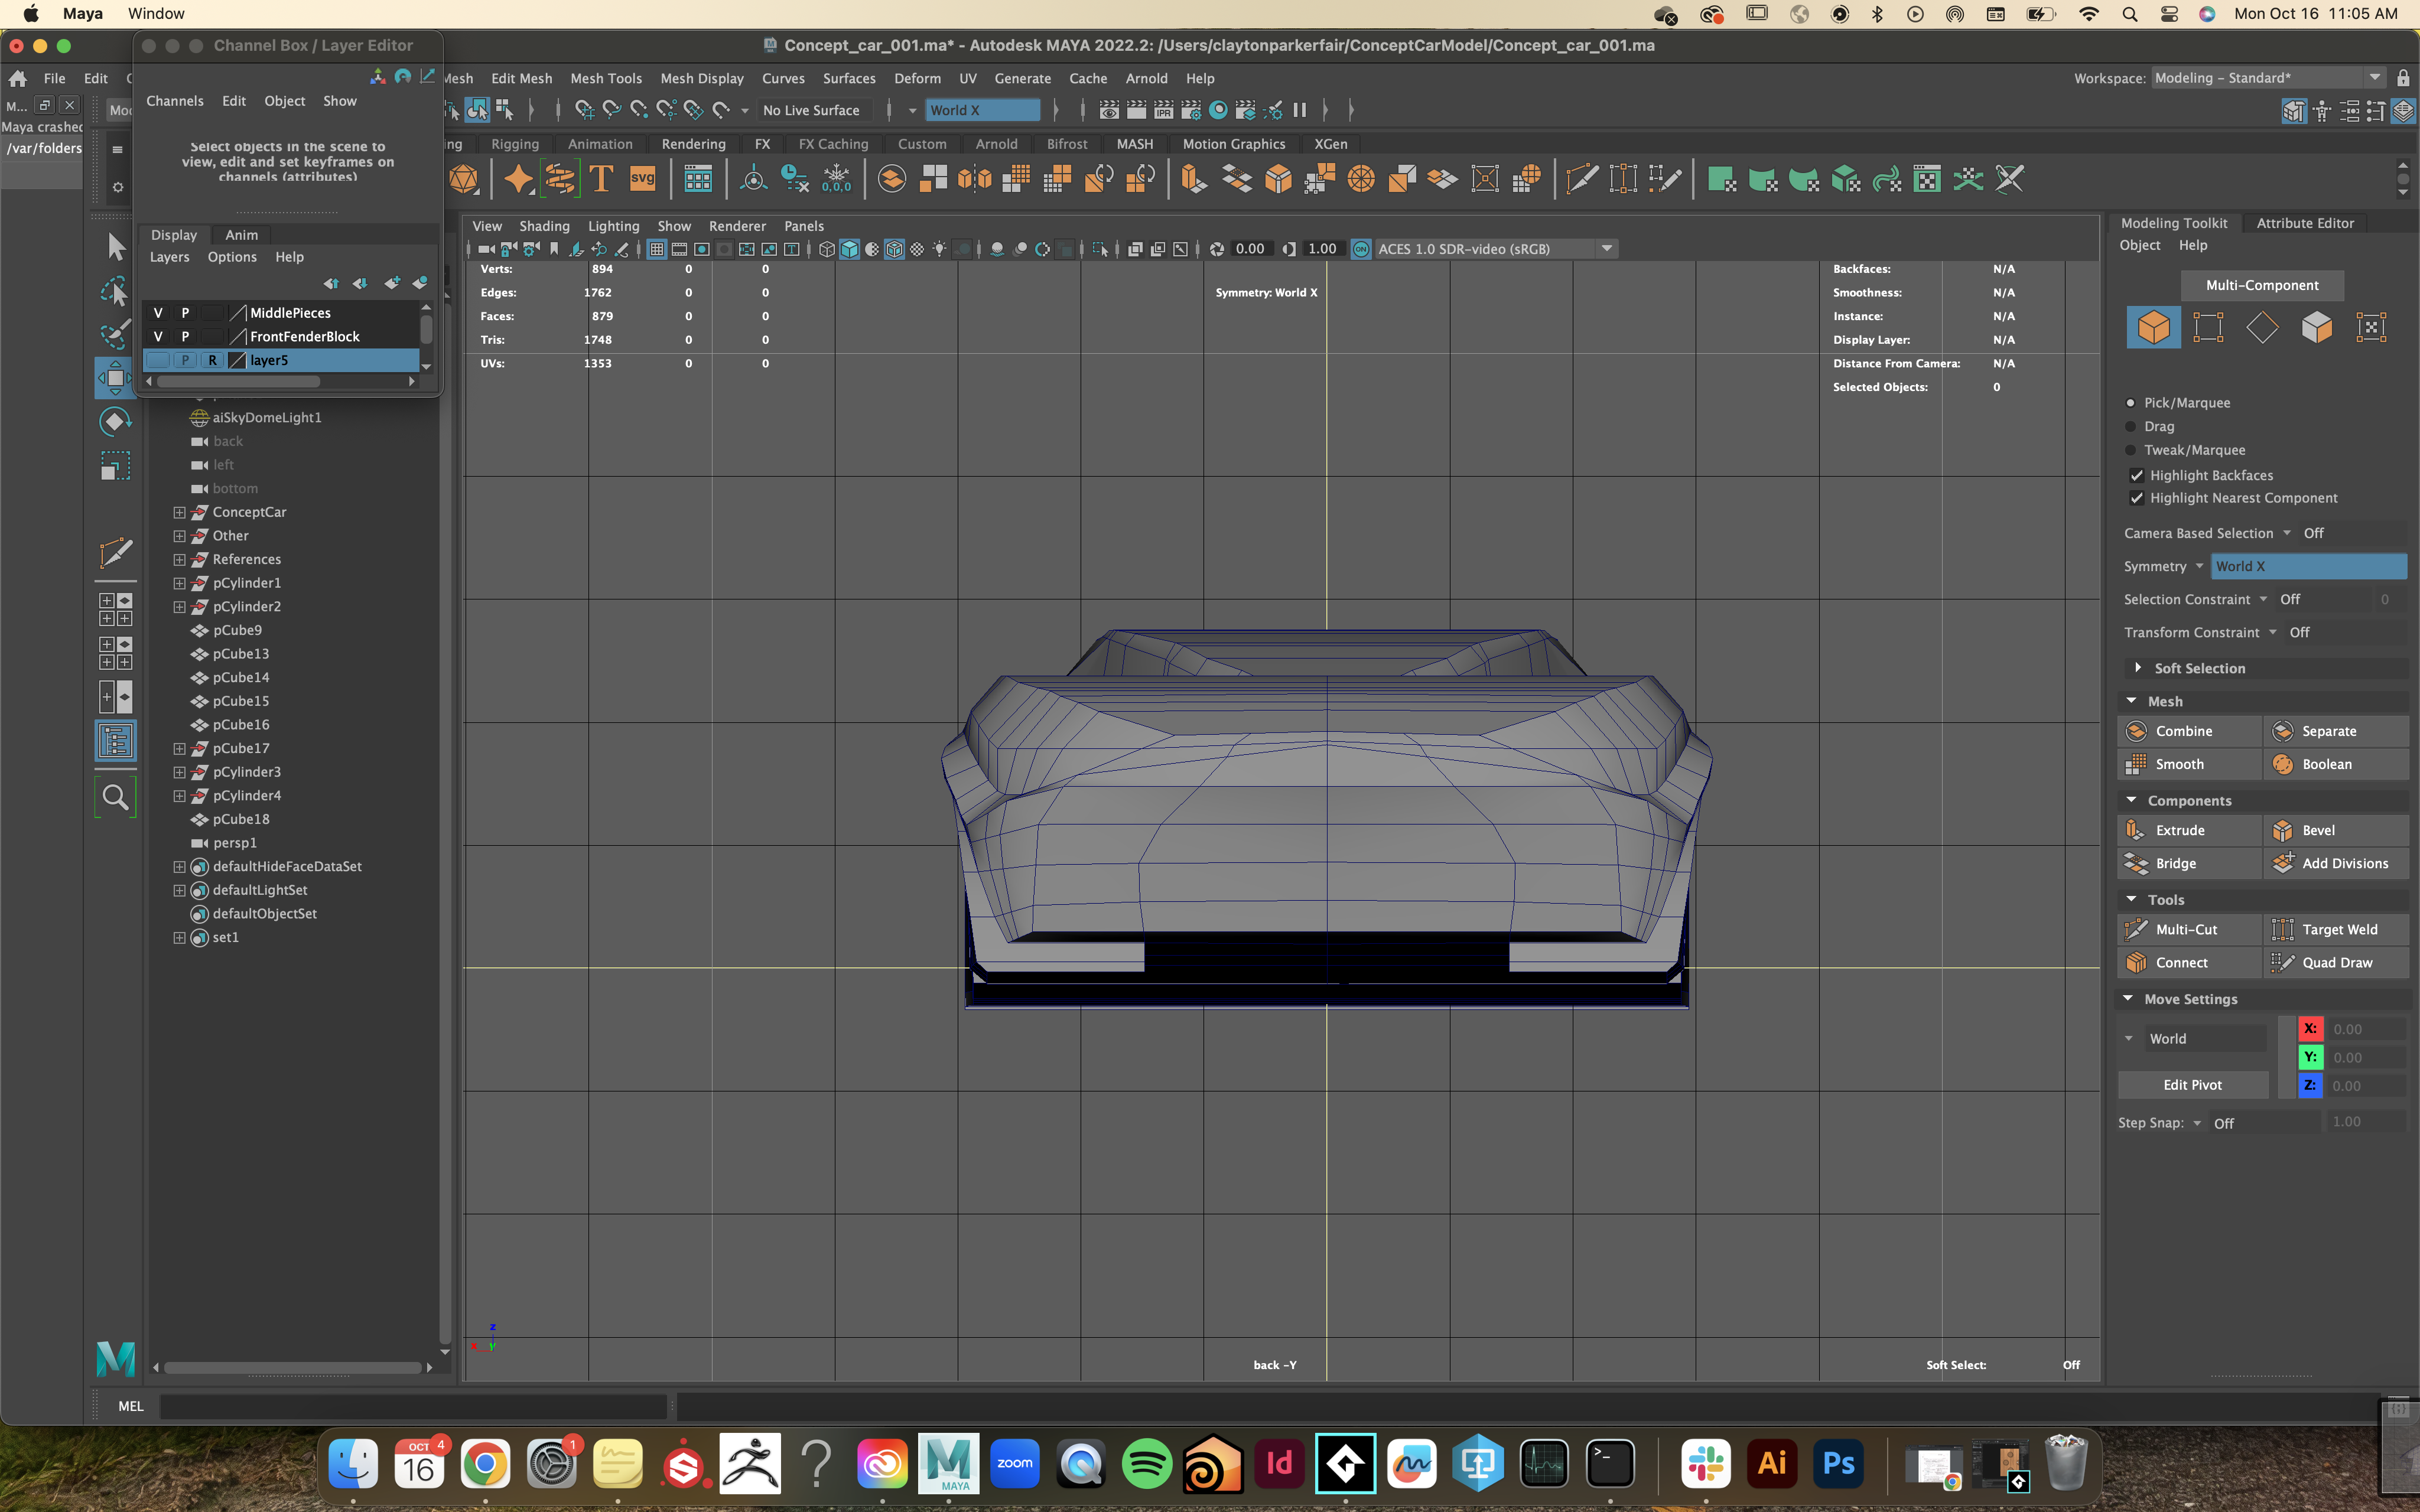 Maya Window Mon Oct 16 11:05 AM
Concept_car_001.ma* - Autodesk MAYA 2022.2: /Users/claytonparkerfair/ConceptCarModel/Concept_car_001.ma
Channel Box / Layer Editor
File Edit Mesh Edit Mesh Mesh Tools Mesh Display Curves Surfaces Deform UV Generate Cache Arnold Help
Workspace: Modeling - Standard*
M...
Channels Edit Object Show
No Live Surface World X
IPR
Maya crashed
/var/folders
Select objects in the scene to
view, edit and set keyframes on
channels (attributes)
Rigging Animation Rendering FX FX Caching Custom Arnold Bifrost MASH Motion Graphics XGen
T svg 0,0,0
Display Anim
Layers Options Help
V P MiddlePieces
V P FrontFenderBlock
P R layer5
aiSkyDomeLight1
back
left
bottom
ConceptCar
Other
References
pCylinder1
pCylinder2
pCube9
pCube13
pCube14
pCube15
pCube16
pCube17
pCylinder3
pCylinder4
pCube18
persp1
defaultHideFaceDataSet
defaultLightSet
defaultObjectSet
set1
View Shading Lighting Show Renderer Panels
0.00 1.00 ON ACES 1.0 SDR-video (sRGB)
Verts: 894 0 0
Edges: 1762 0 0
Faces: 879 0 0
Tris: 1748 0 0
UVs: 1353 0 0
Symmetry: World X
Backfaces: N/A
Smoothness: N/A
Instance: N/A
Display Layer: N/A
Distance From Camera: N/A
Selected Objects: 0
z
back -Y
Soft Select: Off
Modeling Toolkit Attribute Editor
Object Help
Multi-Component
Pick/Marquee
Drag
Tweak/Marquee
Highlight Backfaces
Highlight Nearest Component
Camera Based Selection Off
Symmetry World X
Selection Constraint Off 0
Transform Constraint Off
Soft Selection
Mesh
Combine Separate
Smooth Boolean
Components
Extrude Bevel
Bridge Add Divisions
Tools
Multi-Cut Target Weld
Connect Quad Draw
Move Settings
World
X: 0.00
Y: 0.00
Z: 0.00
Edit Pivot
Step Snap: Off 1.00
MEL
OCT 4
16
1
MAYA
zoom
Id
Ai
Ps